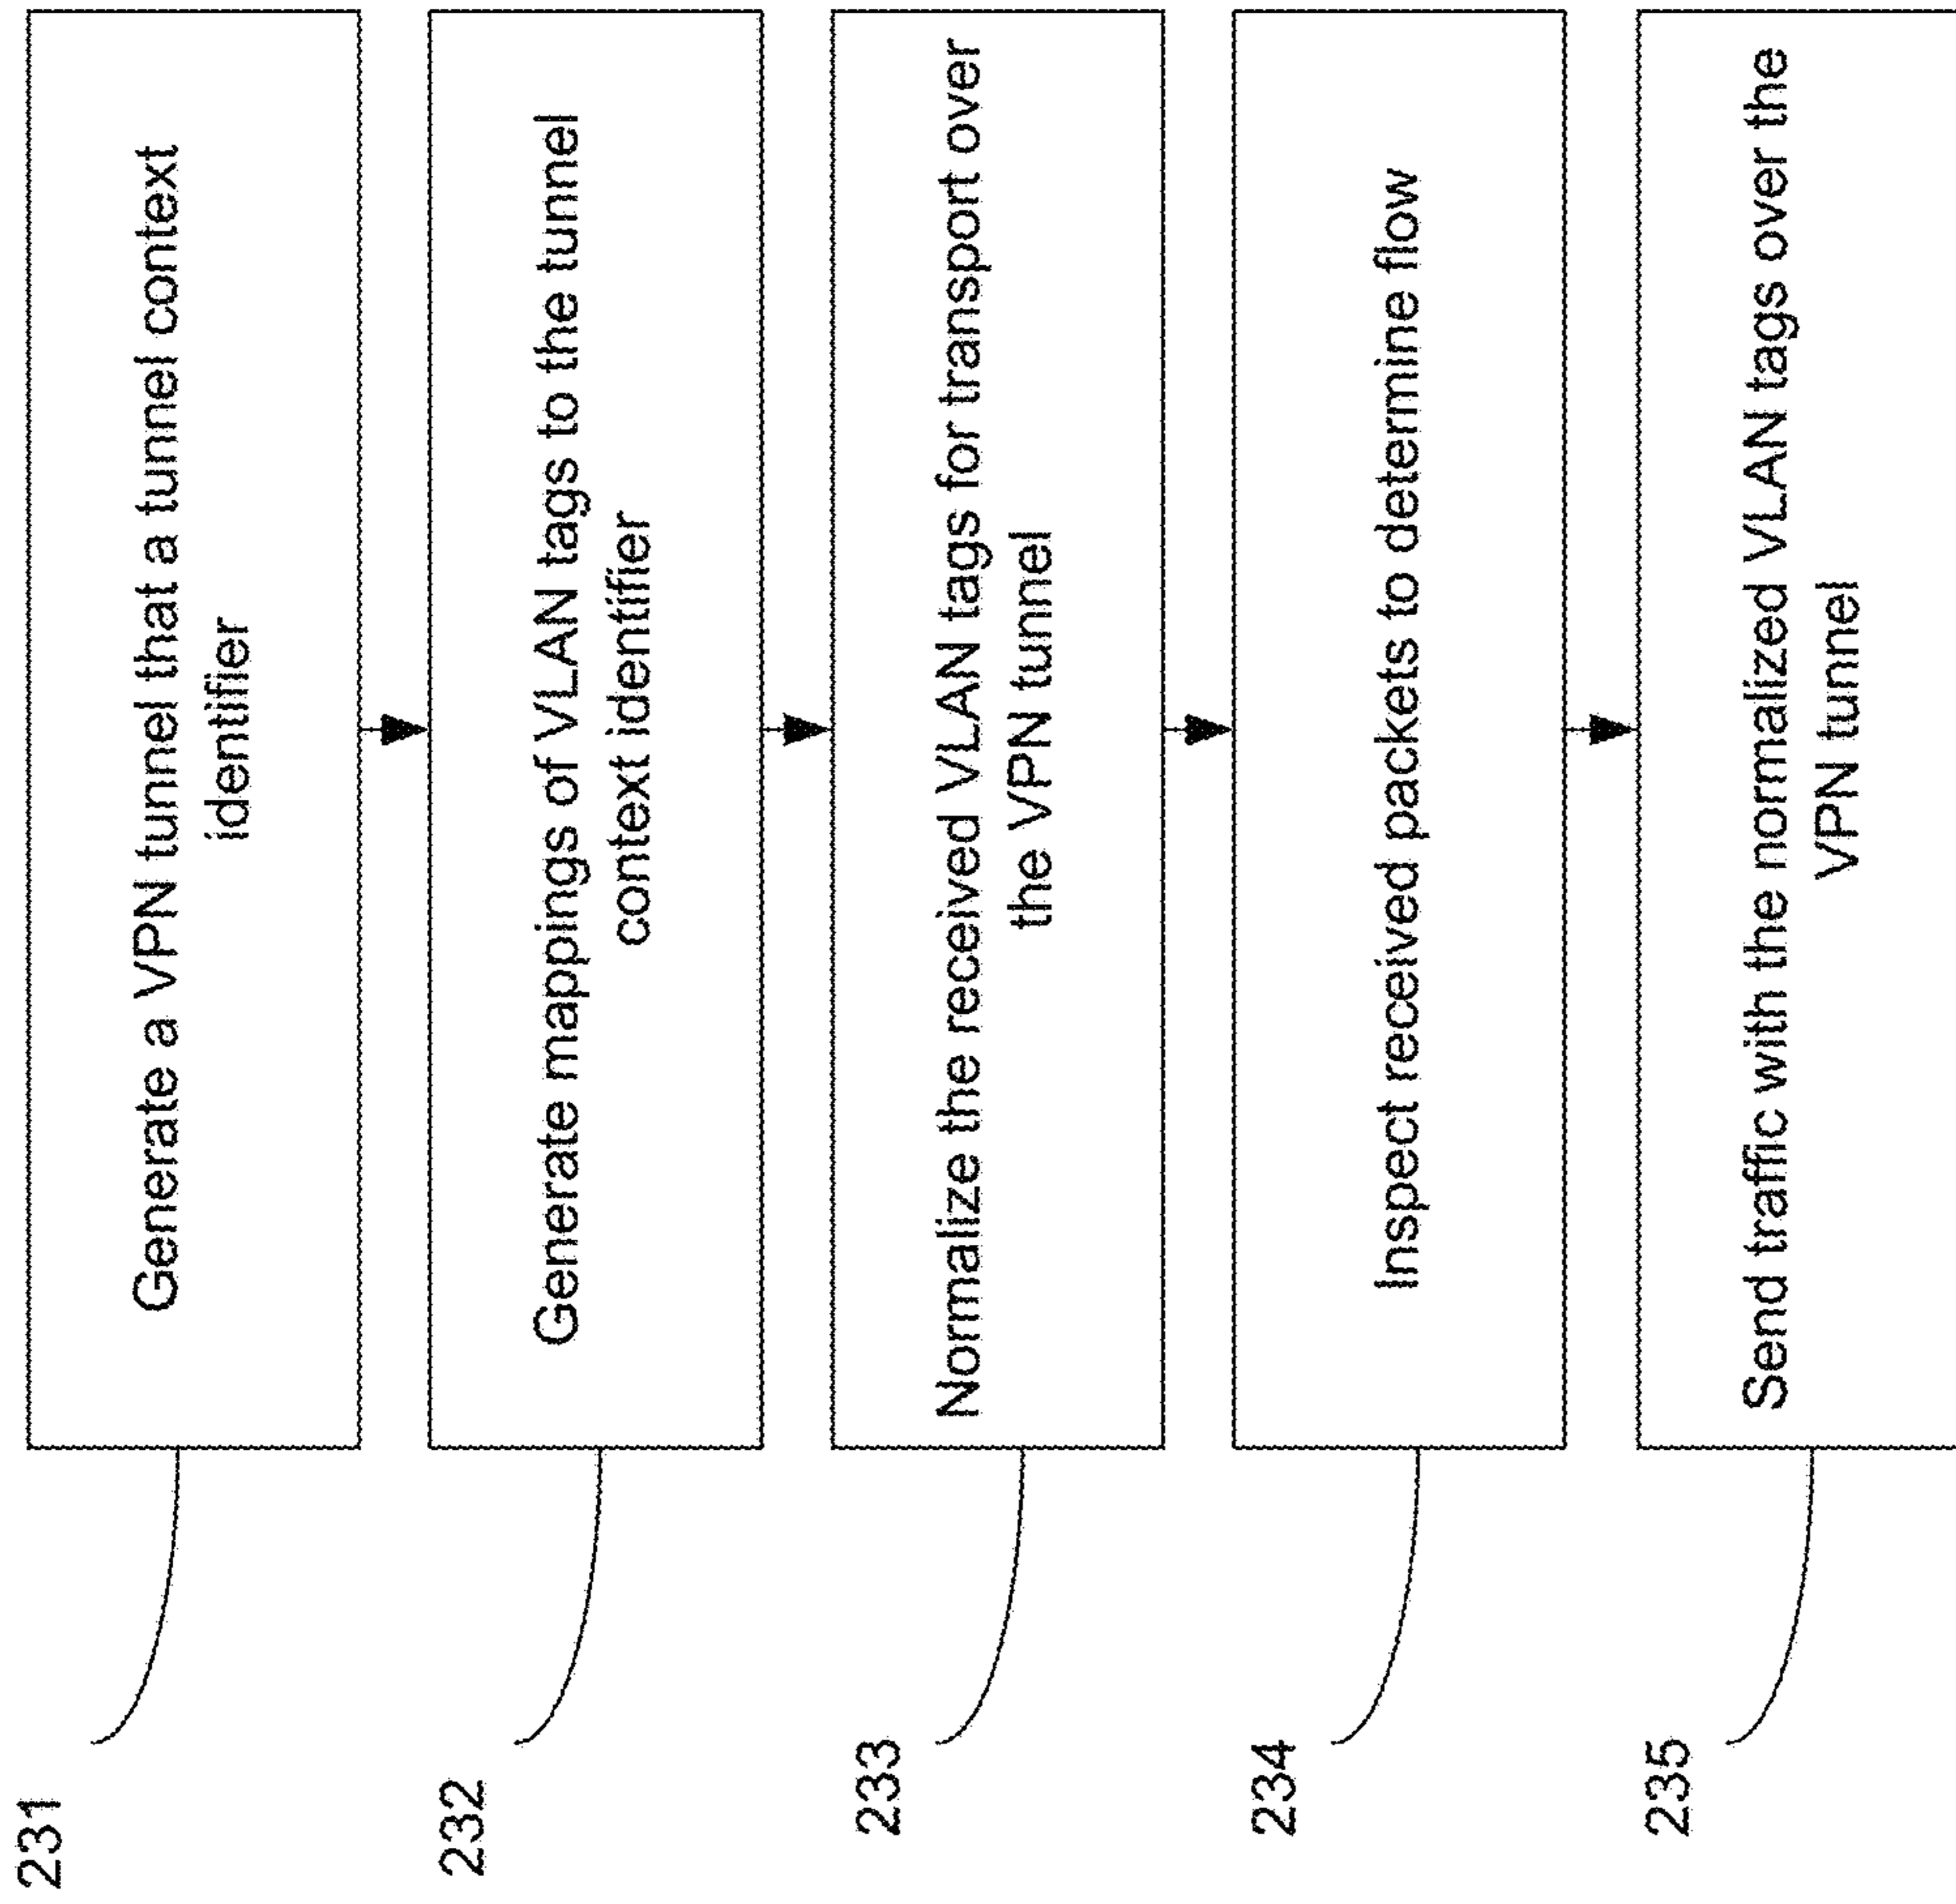 231
Generate a VPN tunnel that a tunnel context
identifier
232
Generate mappings of VLAN tags to the tunnel
context identifier
233
Normalize the received VLAN tags for transport over
the VPN tunnel
234
Inspect received packets to determine flow
235
Send traffic with the normalized VLAN tags over the
VPN tunnel